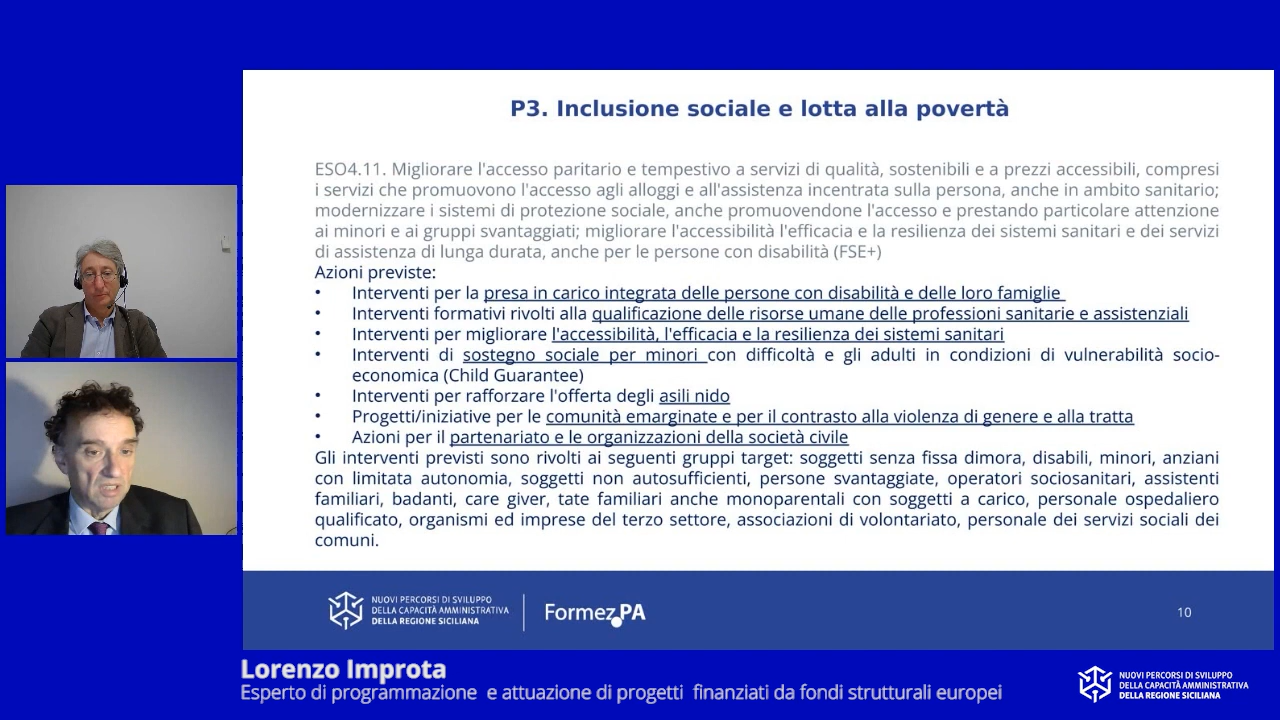 P3. Inclusione sociale e lotta alla povertà
ESO4.11. Migliorare l'accesso paritario e tempestivo a servizi di qualità, sostenibili e a prezzi accessibili, compresi
i servizi che promuovono l'accesso agli alloggi e all'assistenza incentrata sulla persona, anche in ambito sanitario;
modernizzare i sistemi di protezione sociale, anche promuovendone l'accesso e prestando particolare attenzione
ai minori e ai gruppi svantaggiati; migliorare l'accessibilità l'efficacia e la resilienza dei sistemi sanitari e dei servizi
di assistenza di lunga durata, anche per le persone con disabilità (FSE+)
Azioni previste:
• Interventi per la presa in carico integrata delle persone con disabilità e delle loro famiglie
• Interventi formativi rivolti alla qualificazione delle risorse umane delle professioni sanitarie e assistenziali
• Interventi per migliorare l'accessibilità, l'efficacia e la resilienza dei sistemi sanitari
• Interventi di sostegno sociale per minori con difficoltà e gli adulti in condizioni di vulnerabilità socio-
economica (Child Guarantee)
• Interventi per rafforzare l'offerta degli asili nido
• Progetti/iniziative per le comunità emarginate e per il contrasto alla violenza di genere e alla tratta
• Azioni per il partenariato e le organizzazioni della società civile
Gli interventi previsti sono rivolti ai seguenti gruppi target: soggetti senza fissa dimora, disabili, minori, anziani
con limitata autonomia, soggetti non autosufficienti, persone svantaggiate, operatori sociosanitari, assistenti
familiari, badanti, care giver, tate familiari anche monoparentali con soggetti a carico, personale ospedaliero
qualificato, organismi ed imprese del terzo settore, associazioni di volontariato, personale dei servizi sociali dei
comuni.
NUOVI PERCORSI DI SVILUPPO
DELLA CAPACITÀ AMMINISTRATIVA
DELLA REGIONE SICILIANA
Formez PA
10
Lorenzo Improta
Esperto di programmazione e attuazione di progetti finanziati da fondi strutturali europei
NUOVI PERCORSI DI SVILUPPO
DELLA CAPACITÀ AMMINISTRATIVA
DELLA REGIONE SICILIANA